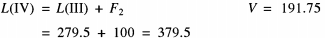 L(IV) = L(III) + F₂ V = 191.75
= 279.5 + 100 = 379.5